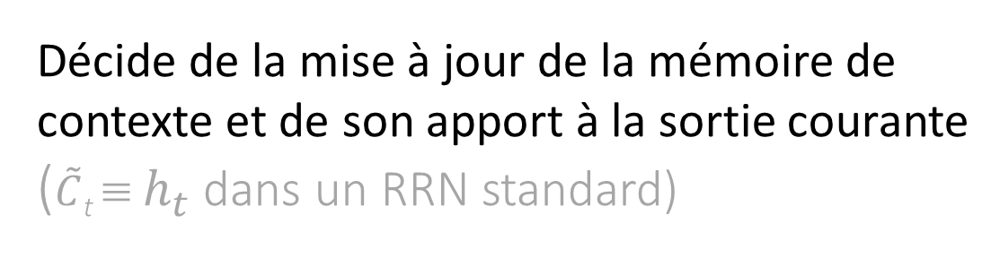 Décide de la mise à jour de la mémoire de
contexte et de son apport à la sortie courante
(C̃ₜ ≡ hₜ dans un RRN standard)